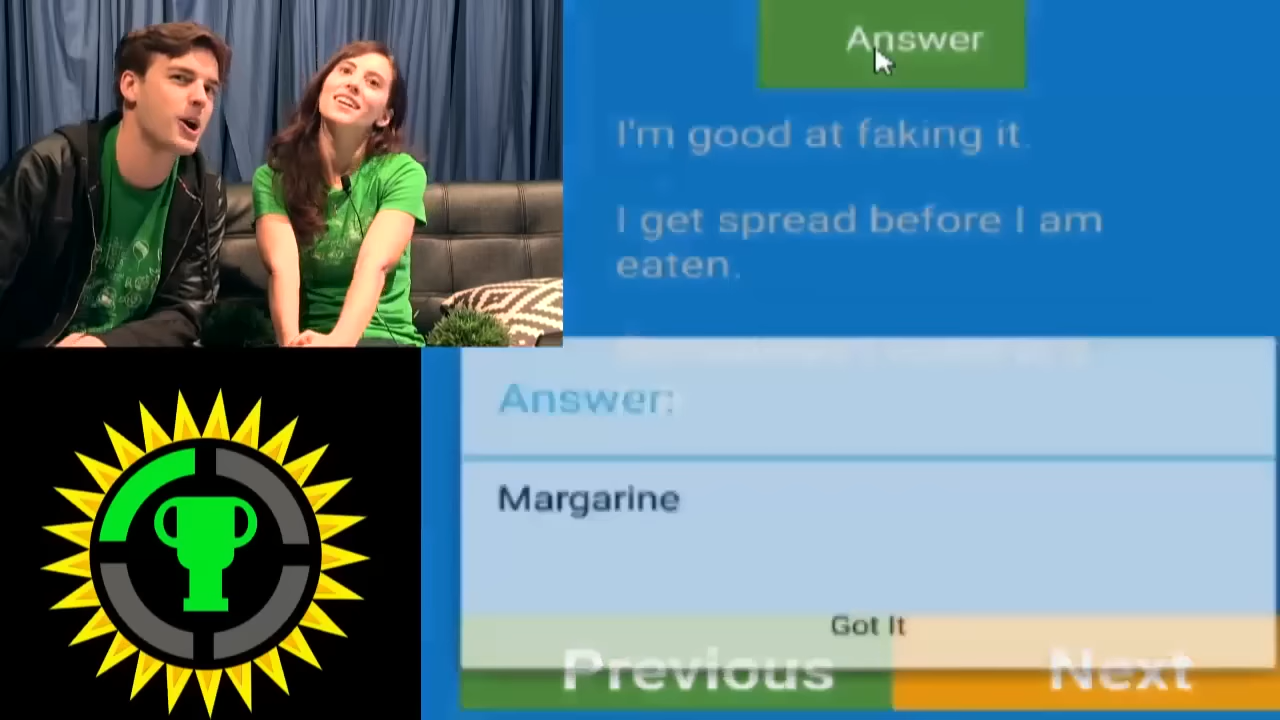 Answer
I'm good at faking it.
I get spread before I am
eaten.
Answer:
Margarine
Got It
Previous
Next